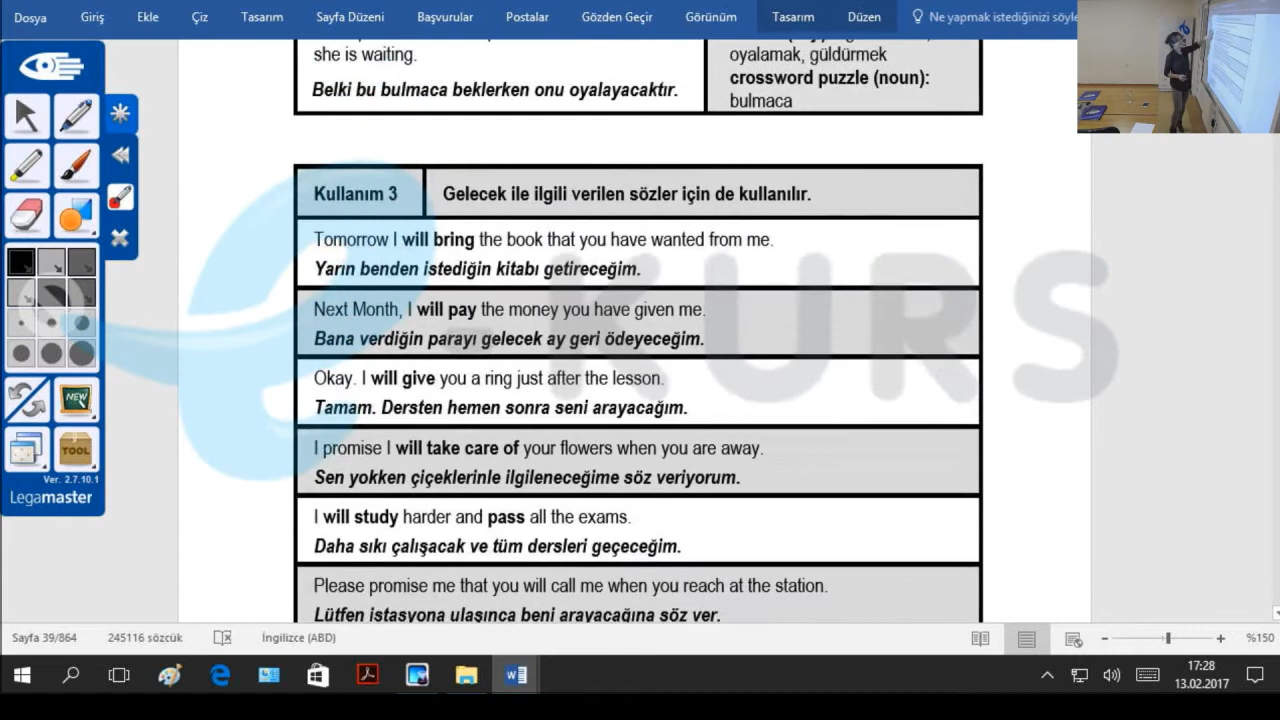 Dosya Giriş Ekle Çiz Tasarım Sayfa Düzeni Başvurular Postalar Gözden Geçir Görünüm Tasarım Düzen Ne yapmak istediğinizi söyle
she is waiting.
Belki bu bulmaca beklerken onu oyalayacaktır.
oyalamak, güldürmek
crossword puzzle (noun):
bulmaca
Kullanım 3 Gelecek ile ilgili verilen sözler için de kullanılır.
Tomorrow I will bring the book that you have wanted from me.
Yarın benden istediğin kitabı getireceğim.
Next Month, I will pay the money you have given me.
Bana verdiğin parayı gelecek ay geri ödeyeceğim.
Okay. I will give you a ring just after the lesson.
Tamam. Dersten hemen sonra seni arayacağım.
I promise I will take care of your flowers when you are away.
Sen yokken çiçeklerinle ilgileneceğime söz veriyorum.
I will study harder and pass all the exams.
Daha sıkı çalışacak ve tüm dersleri geçeceğim.
Please promise me that you will call me when you reach at the station.
Lütfen istasyona ulaşınca beni arayacağına söz ver.
e-KURS
NEW
TOOL
Ver. 2.7.10.1
Legamaster
Sayfa 39/864 245116 sözcük İngilizce (ABD) %150
17:28
13.02.2017